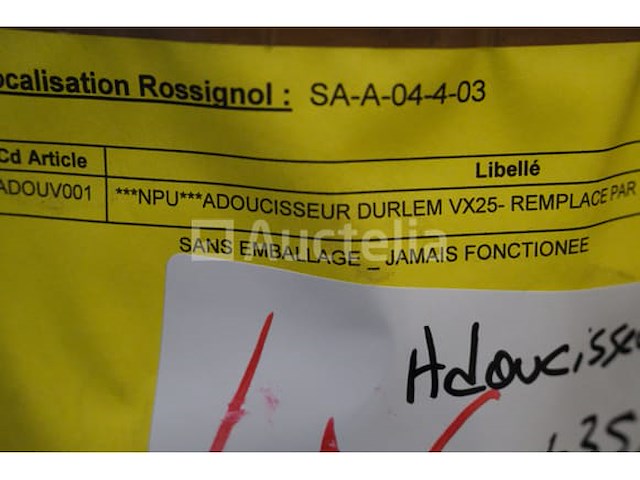 ocalisation Rossignol : SA-A-04-4-03
Cd Article Libellé
ADOUV001 ***NPU***ADOUCISSEUR DURLEM VX25- REMPLACE PAR
Auctelia
SANS EMBALLAGE _ JAMAIS FONCTIONEE
Adouciss